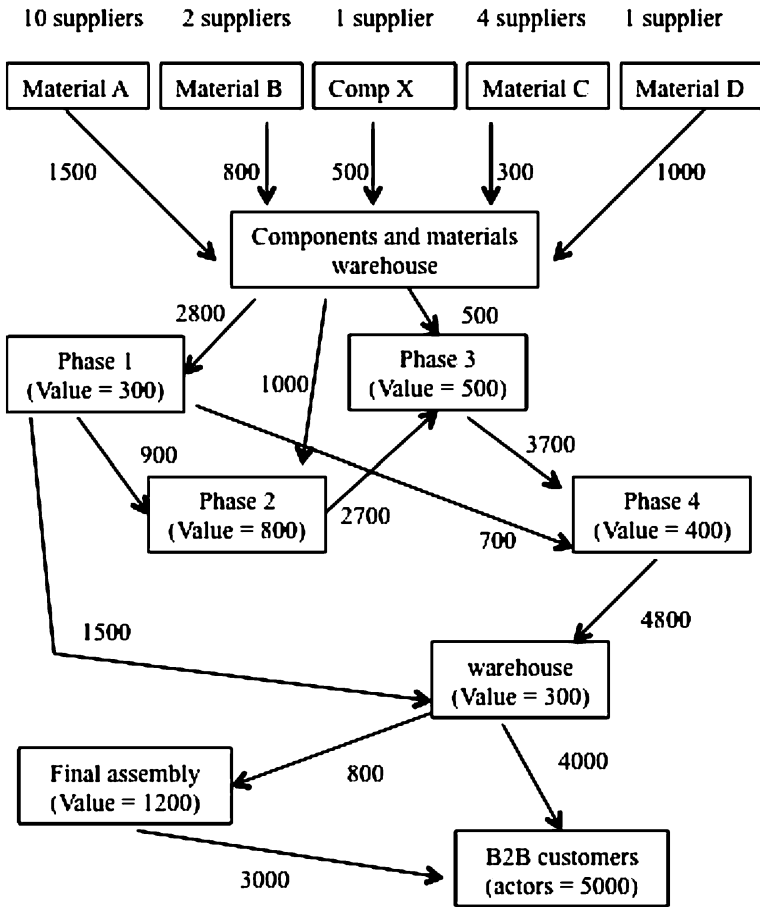 10 suppliers
2 suppliers
1 supplier
4 suppliers
1 supplier
Material A
Material B
Comp X
Material C
Material D
1500
800
500
300
1000
Components and materials
warehouse
2800
500
Phase 1
(Value = 300)
Phase 3
(Value = 500)
1000
900
3700
Phase 2
(Value = 800)
2700
700
Phase 4
(Value = 400)
1500
4800
warehouse
(Value = 300)
Final assembly
(Value = 1200)
800
4000
3000
B2B customers
(actors = 5000)